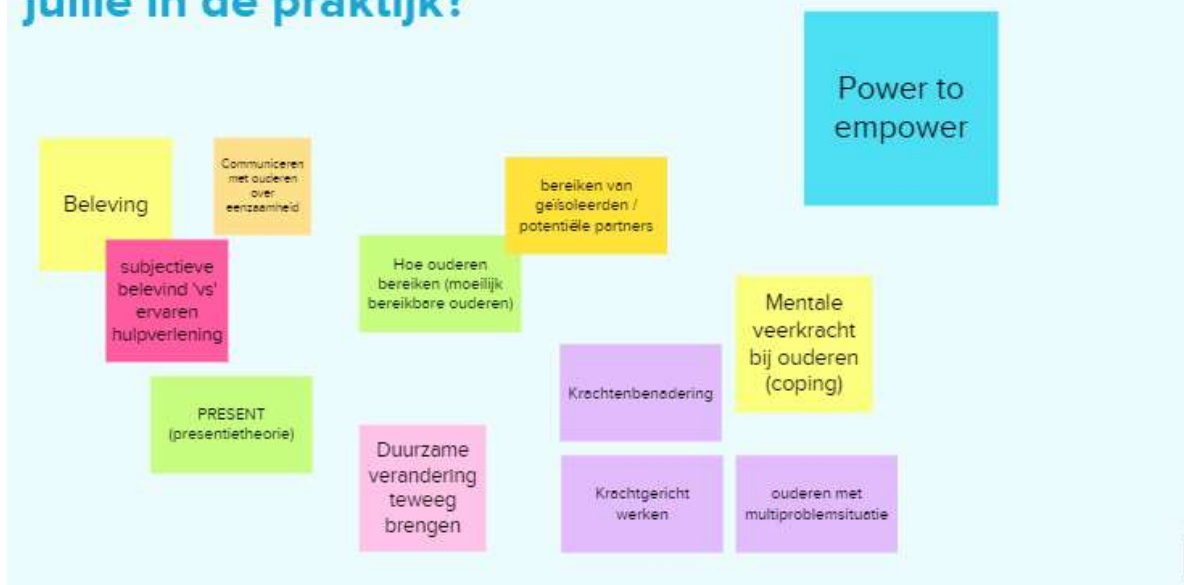 jullie in de praktijk?
Power to
empower
Beleving
Communiceren
met ouderen
over
eenzaamheid
bereiken van
geïsoleerden /
potentiële partners
subjectieve
belevind 'vs'
ervaren
hulpverlening
Hoe ouderen
bereiken (moeilijk
bereikbare ouderen)
Mentale
veerkracht
bij ouderen
(coping)
Krachtenbenadering
PRESENT
(presentietheorie)
Duurzame
verandering
teweeg
brengen
Krachtgericht
werken
ouderen met
multiproblemsituatie